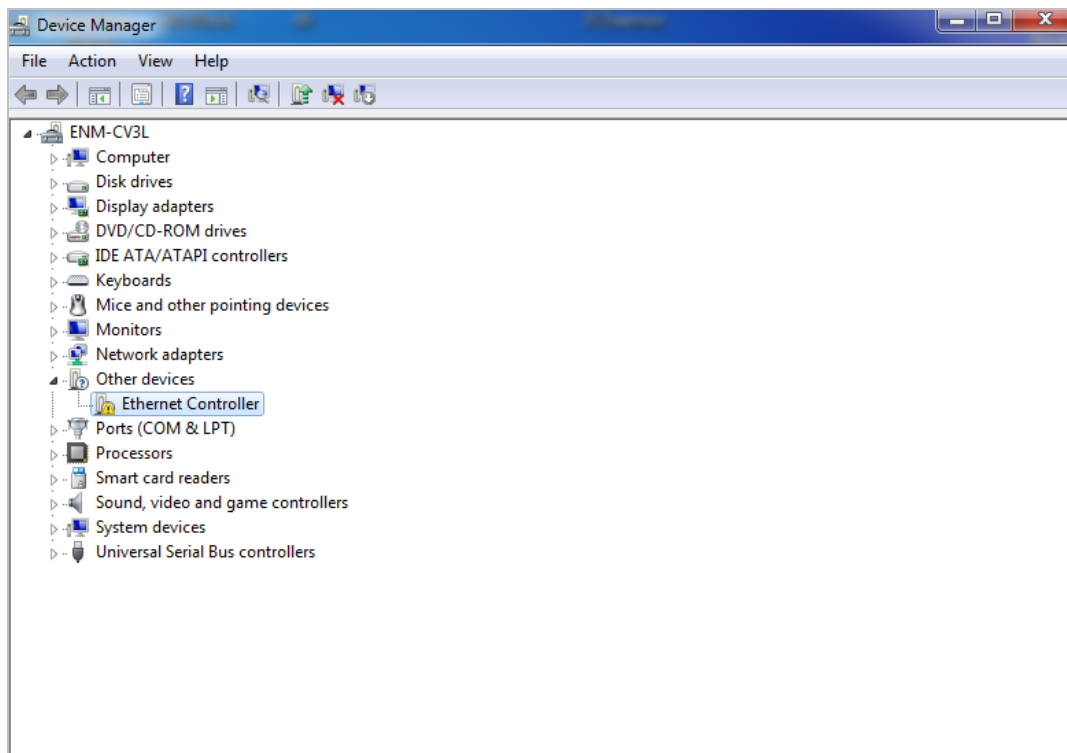 Device Manager
File Action View Help
ENM-CV3L
Computer
Disk drives
Display adapters
DVD/CD-ROM drives
IDE ATA/ATAPI controllers
Keyboards
Mice and other pointing devices
Monitors
Network adapters
Other devices
Ethernet Controller
Ports (COM & LPT)
Processors
Smart card readers
Sound, video and game controllers
System devices
Universal Serial Bus controllers